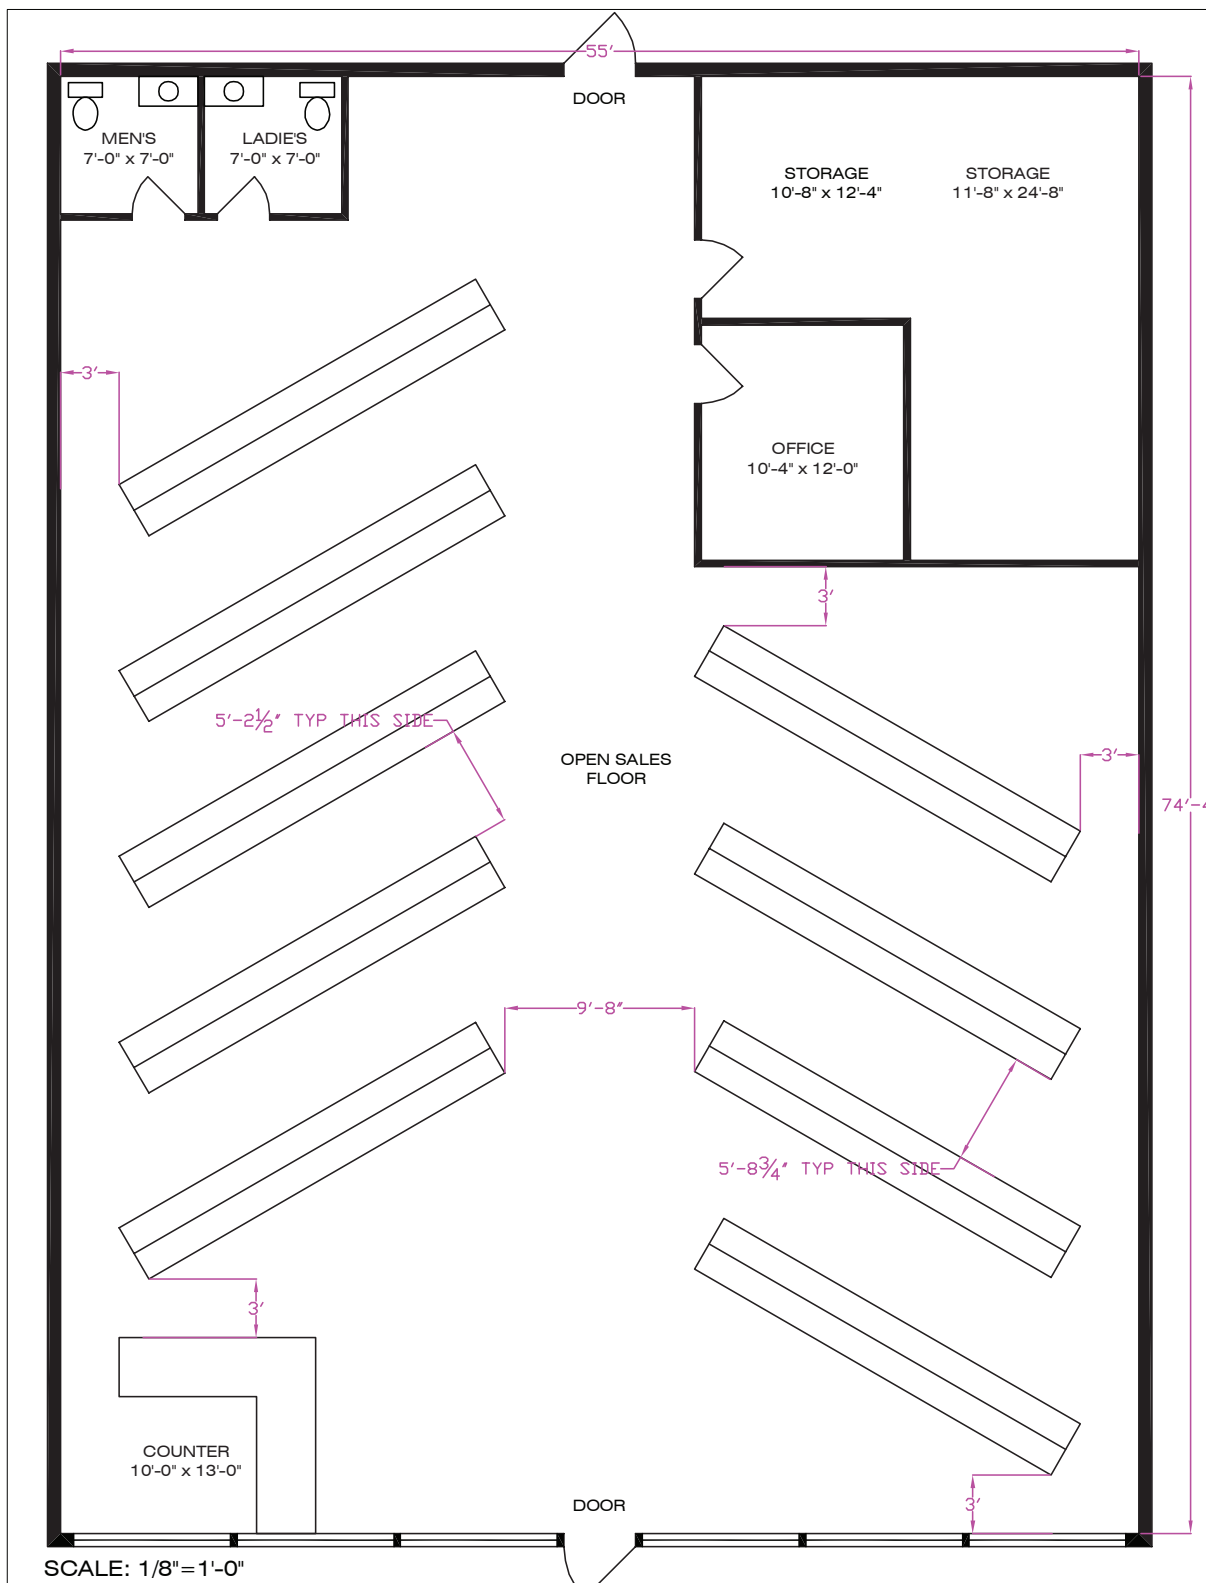 55'
DOOR
MEN'S
7'-0" x 7'-0"
LADIE'S
7'-0" x 7'-0"
STORAGE
10'-8" x 12'-4"
STORAGE
11'-8" x 24'-8"
3'
OFFICE
10'-4" x 12'-0"
3'
5'-2½" TYP THIS SIDE
OPEN SALES
FLOOR
3'
74'-4
9'-8"
5'-8¾" TYP THIS SIDE
3'
COUNTER
10'-0" x 13'-0"
DOOR
3'
SCALE: 1/8"=1'-0"